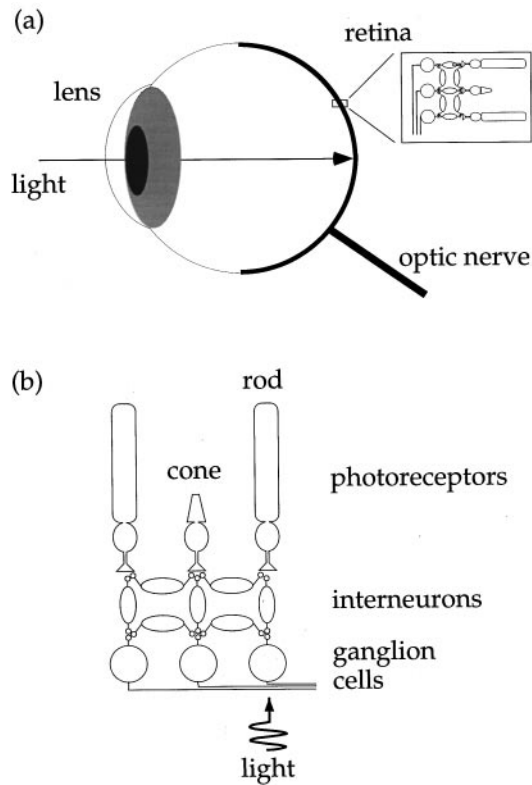 (a)
retina
lens
light
optic nerve
(b)
rod
cone
photoreceptors
interneurons
ganglion
cells
light